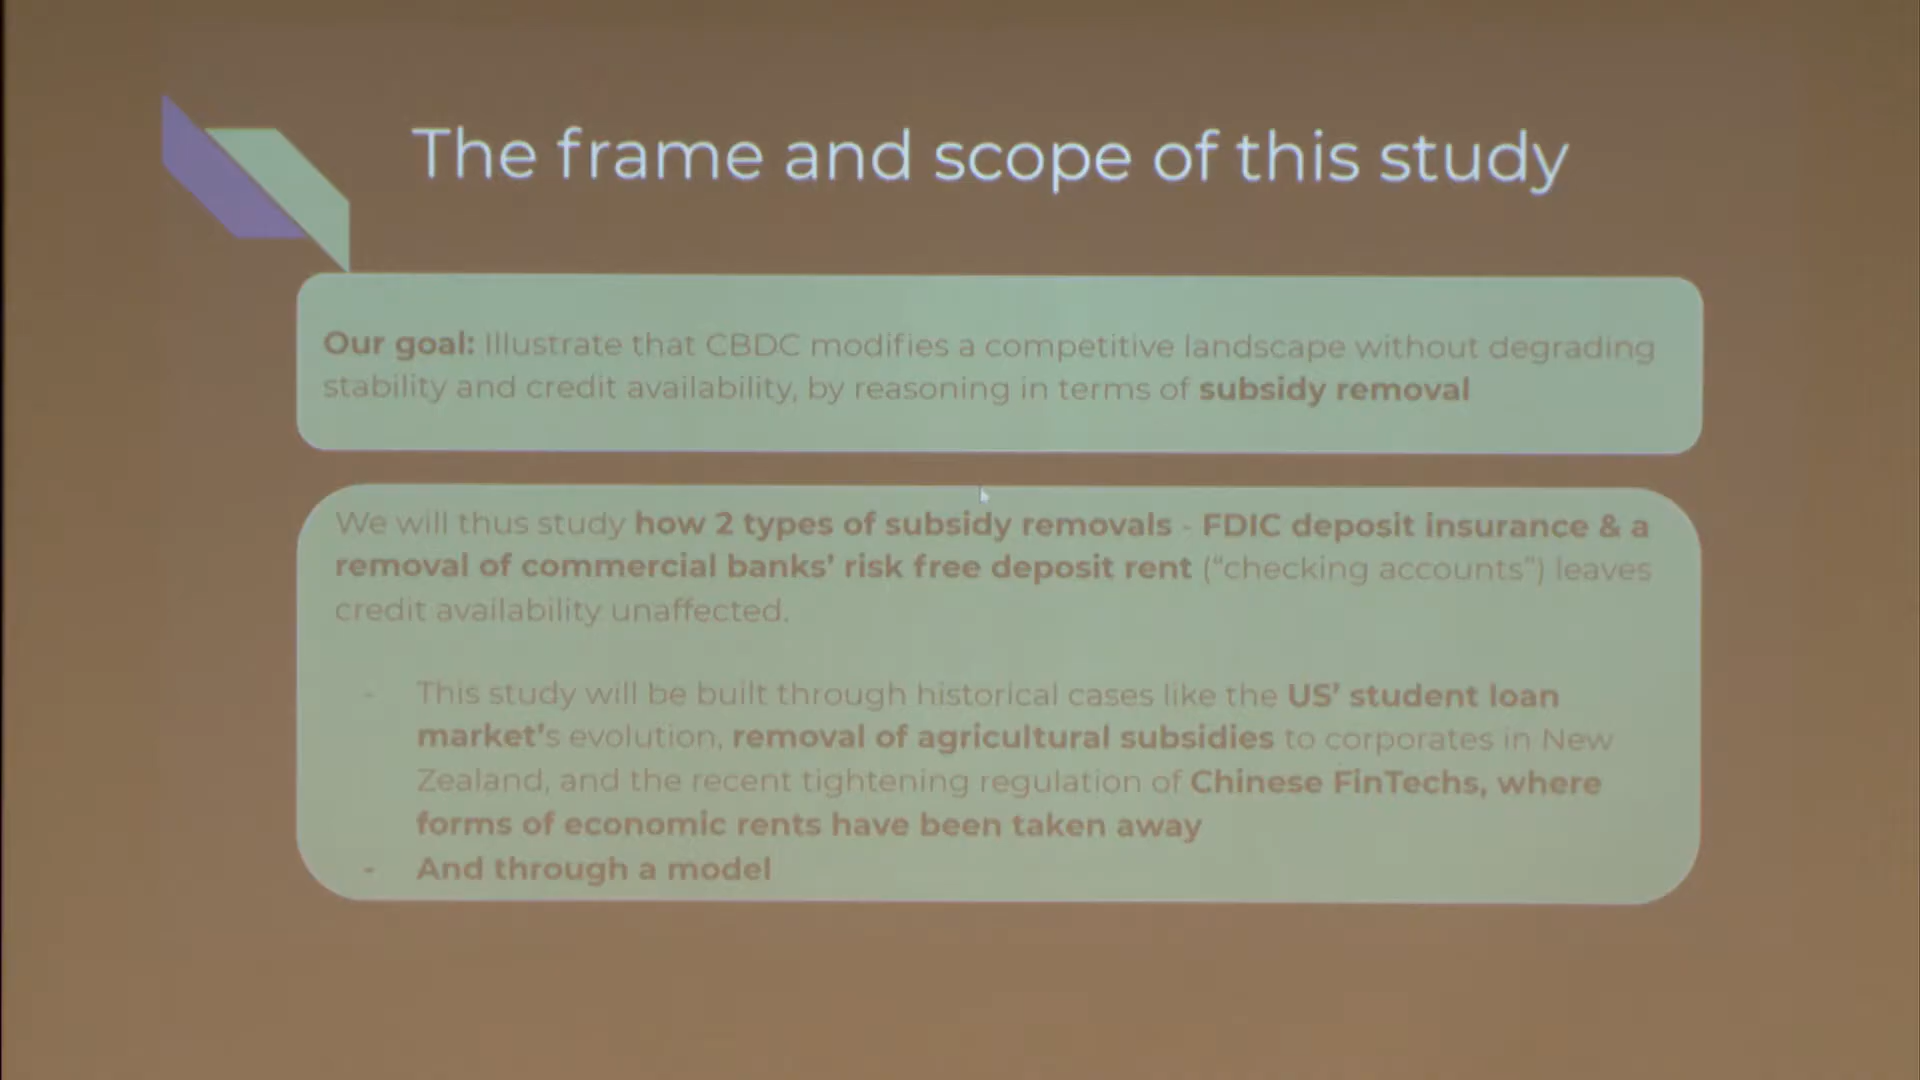 The frame and scope of this study
Our goal: Illustrate that CBDC modifies a competitive landscape without degrading
stability and credit availability, by reasoning in terms of subsidy removal
We will thus study how 2 types of subsidy removals - FDIC deposit insurance & a
removal of commercial banks’ risk free deposit rent (“checking accounts”) leaves
credit availability unaffected.
- This study will be built through historical cases like the US’ student loan
market’s evolution, removal of agricultural subsidies to corporates in New
Zealand, and the recent tightening regulation of Chinese FinTechs, where
forms of economic rents have been taken away
- And through a model